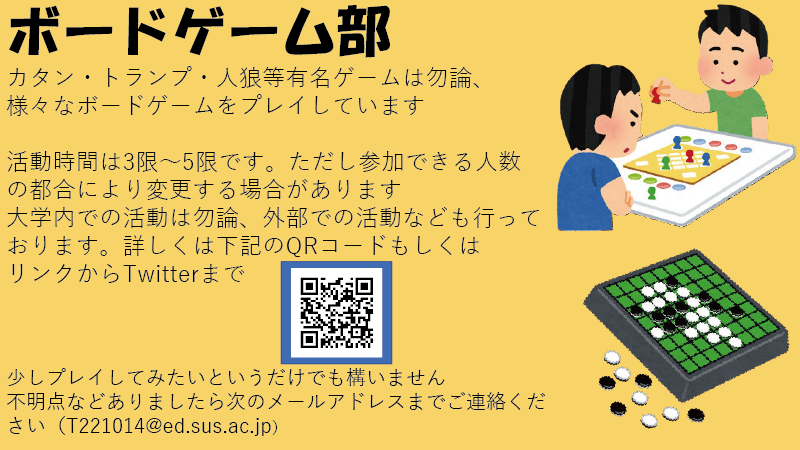 ボードゲーム部
カタン・トランプ・人狼等有名ゲームは勿論、
様々なボードゲームをプレイしています
活動時間は3限～5限です。ただし参加できる人数
の都合により変更する場合があります
大学内での活動は勿論、外部での活動なども行って
おります。詳しくは下記のQRコードもしくは
リンクからTwitterまで
少しプレイしてみたいというだけでも構いません
不明点などありましたら次のメールアドレスまでご連絡くだ
さい（T221014@ed.sus.ac.jp）